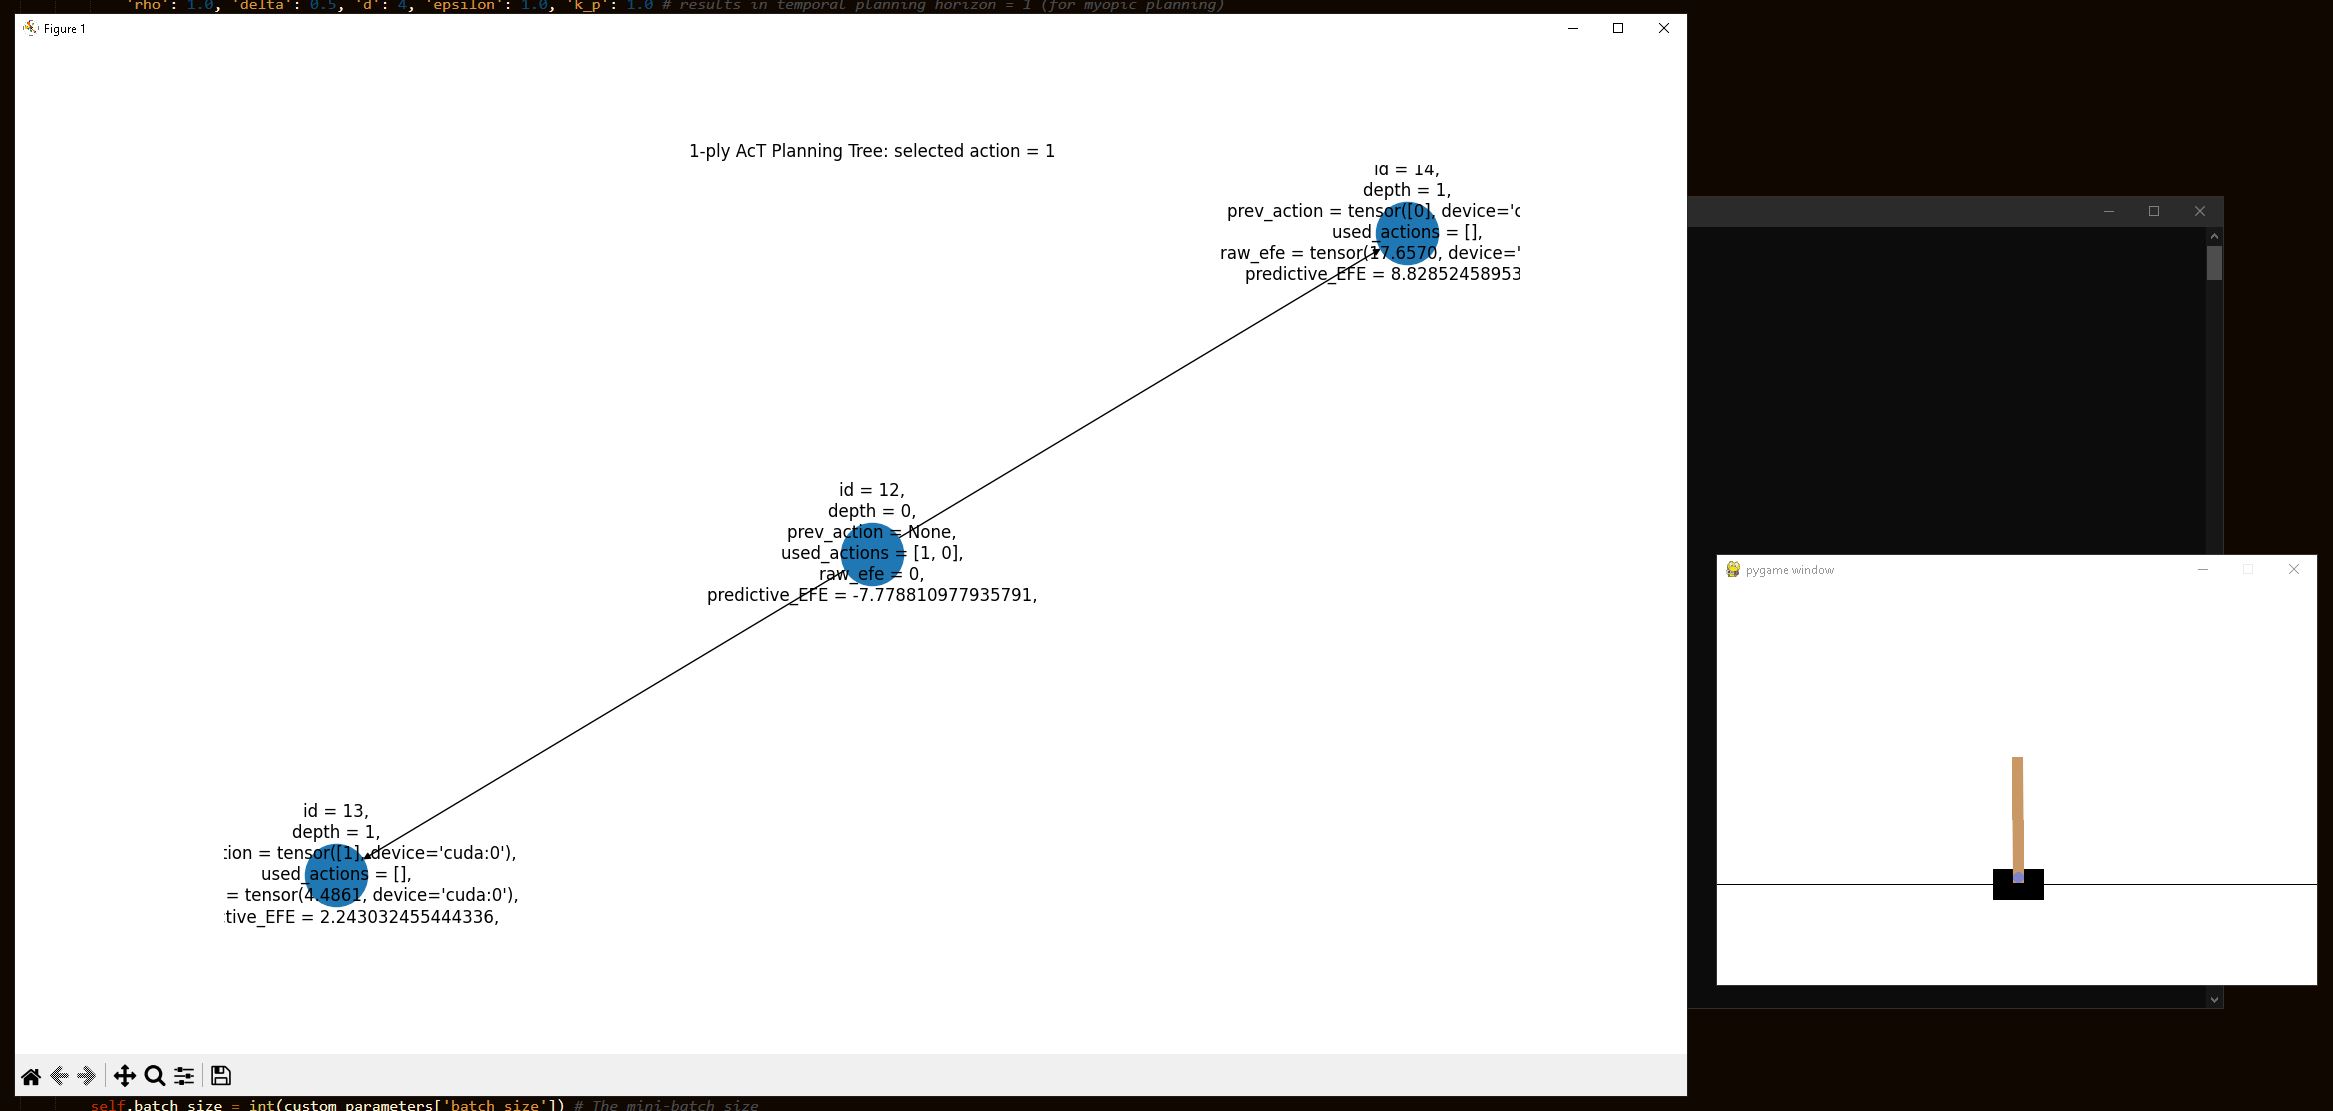 'rho': 1.0, 'delta': 0.5, 'd': 4, 'epsilon': 1.0, 'k_p': 1.0 # results in temporal planning horizon = 1 (for myopic planning)
Figure 1
1-ply AcT Planning Tree: selected action = 1
id = 14,
depth = 1,
prev_action = tensor([0], device='c
used_actions = [],
raw_efe = tensor(17.6570, device='
predictive_EFE = 8.82852458953
id = 12,
depth = 0,
prev_action = None,
used_actions = [1, 0],
raw_efe = 0,
predictive_EFE = -7.778810977935791,
pygame window
id = 13,
depth = 1,
tion = tensor([1], device='cuda:0'),
used_actions = [],
= tensor(4.4861, device='cuda:0'),
tive_EFE = 2.243032455444336,
self.batch_size = int(custom_parameters['batch_size']) # The mini-batch size